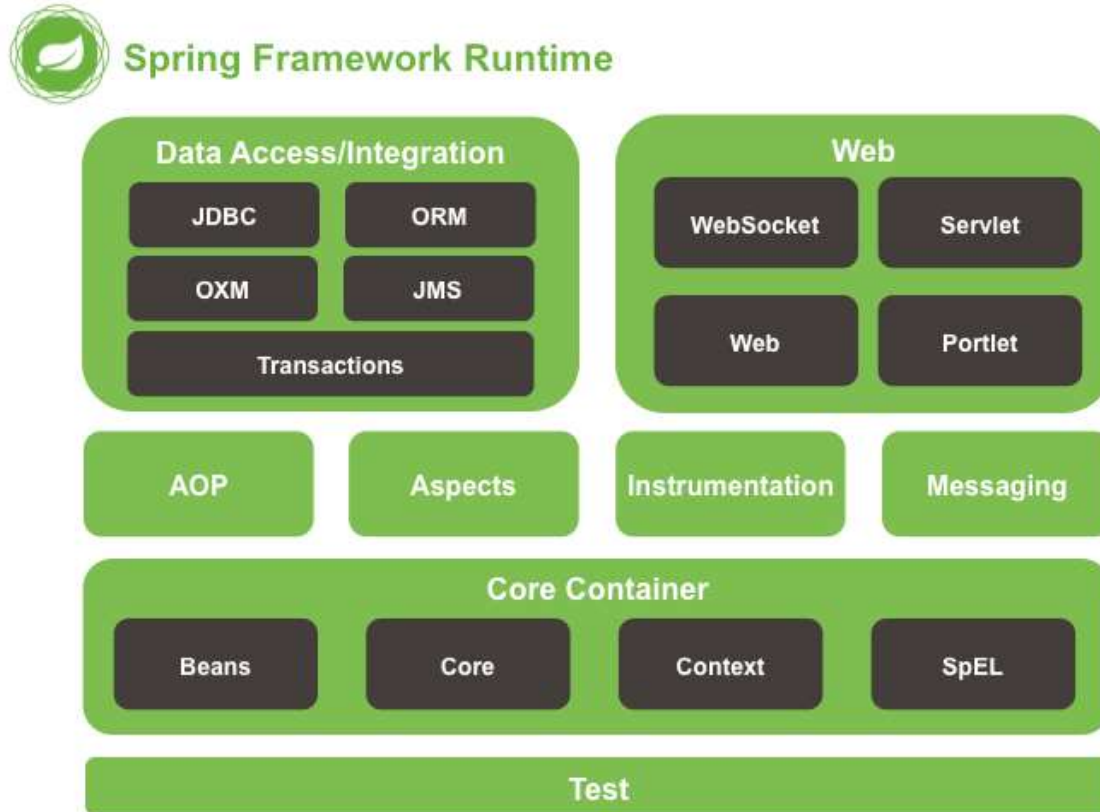 Spring Framework Runtime
Data Access/Integration
JDBC
ORM
OXM
JMS
Transactions
Web
WebSocket
Servlet
Web
Portlet
AOP
Aspects
Instrumentation
Messaging
Core Container
Beans
Core
Context
SpEL
Test